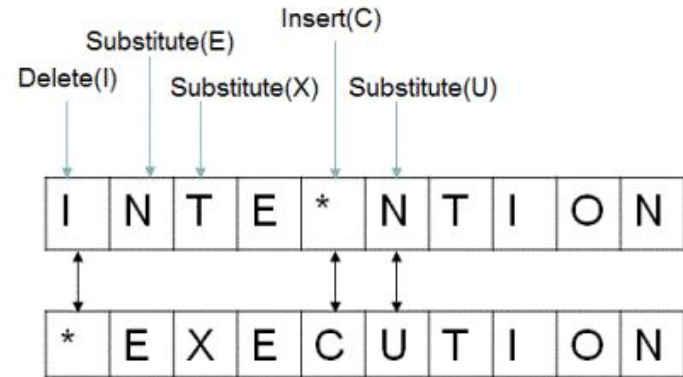 Insert(C)
Substitute(E)
Delete(I)
Substitute(X)
Substitute(U)
I N T E * N T I O N
* E X E C U T I O N